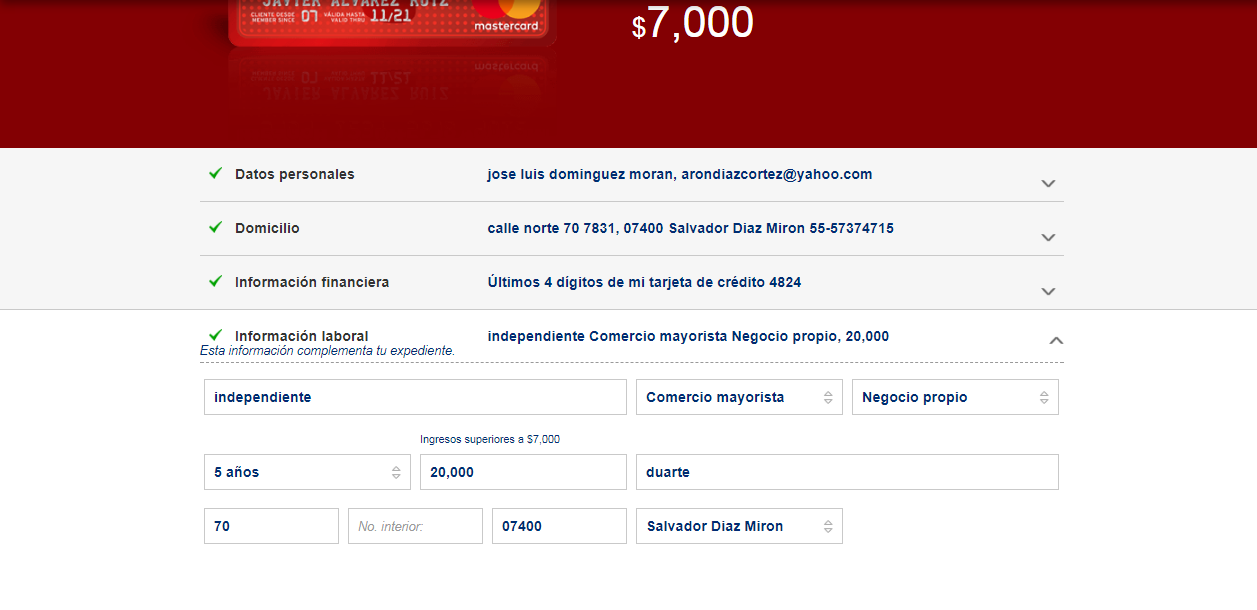 JAVIER ALVAREZ RUIZ
CLIENTE DESDE MEMBER SINCE 07 VÁLIDA HASTA VALID THRU 11/21
mastercard
$7,000
Datos personales jose luis dominguez moran, arondiazcortez@yahoo.com
Domicilio calle norte 70 7831, 07400 Salvador Diaz Miron 55-57374715
Información financiera Últimos 4 dígitos de mi tarjeta de crédito 4824
Información laboral independiente Comercio mayorista Negocio propio, 20,000
Esta información complementa tu expediente.
independiente Comercio mayorista Negocio propio
Ingresos superiores a $7,000
5 años 20,000 duarte
70 No. interior: 07400 Salvador Diaz Miron